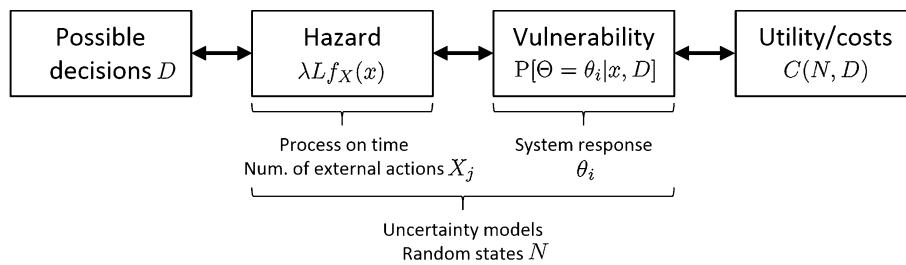 Possible
decisions D
Hazard
λLf_X(x)
Vulnerability
P[Θ = θ_i|x, D]
Utility/costs
C(N, D)
Process on time
Num. of external actions X_j
System response
θ_i
Uncertainty models
Random states N